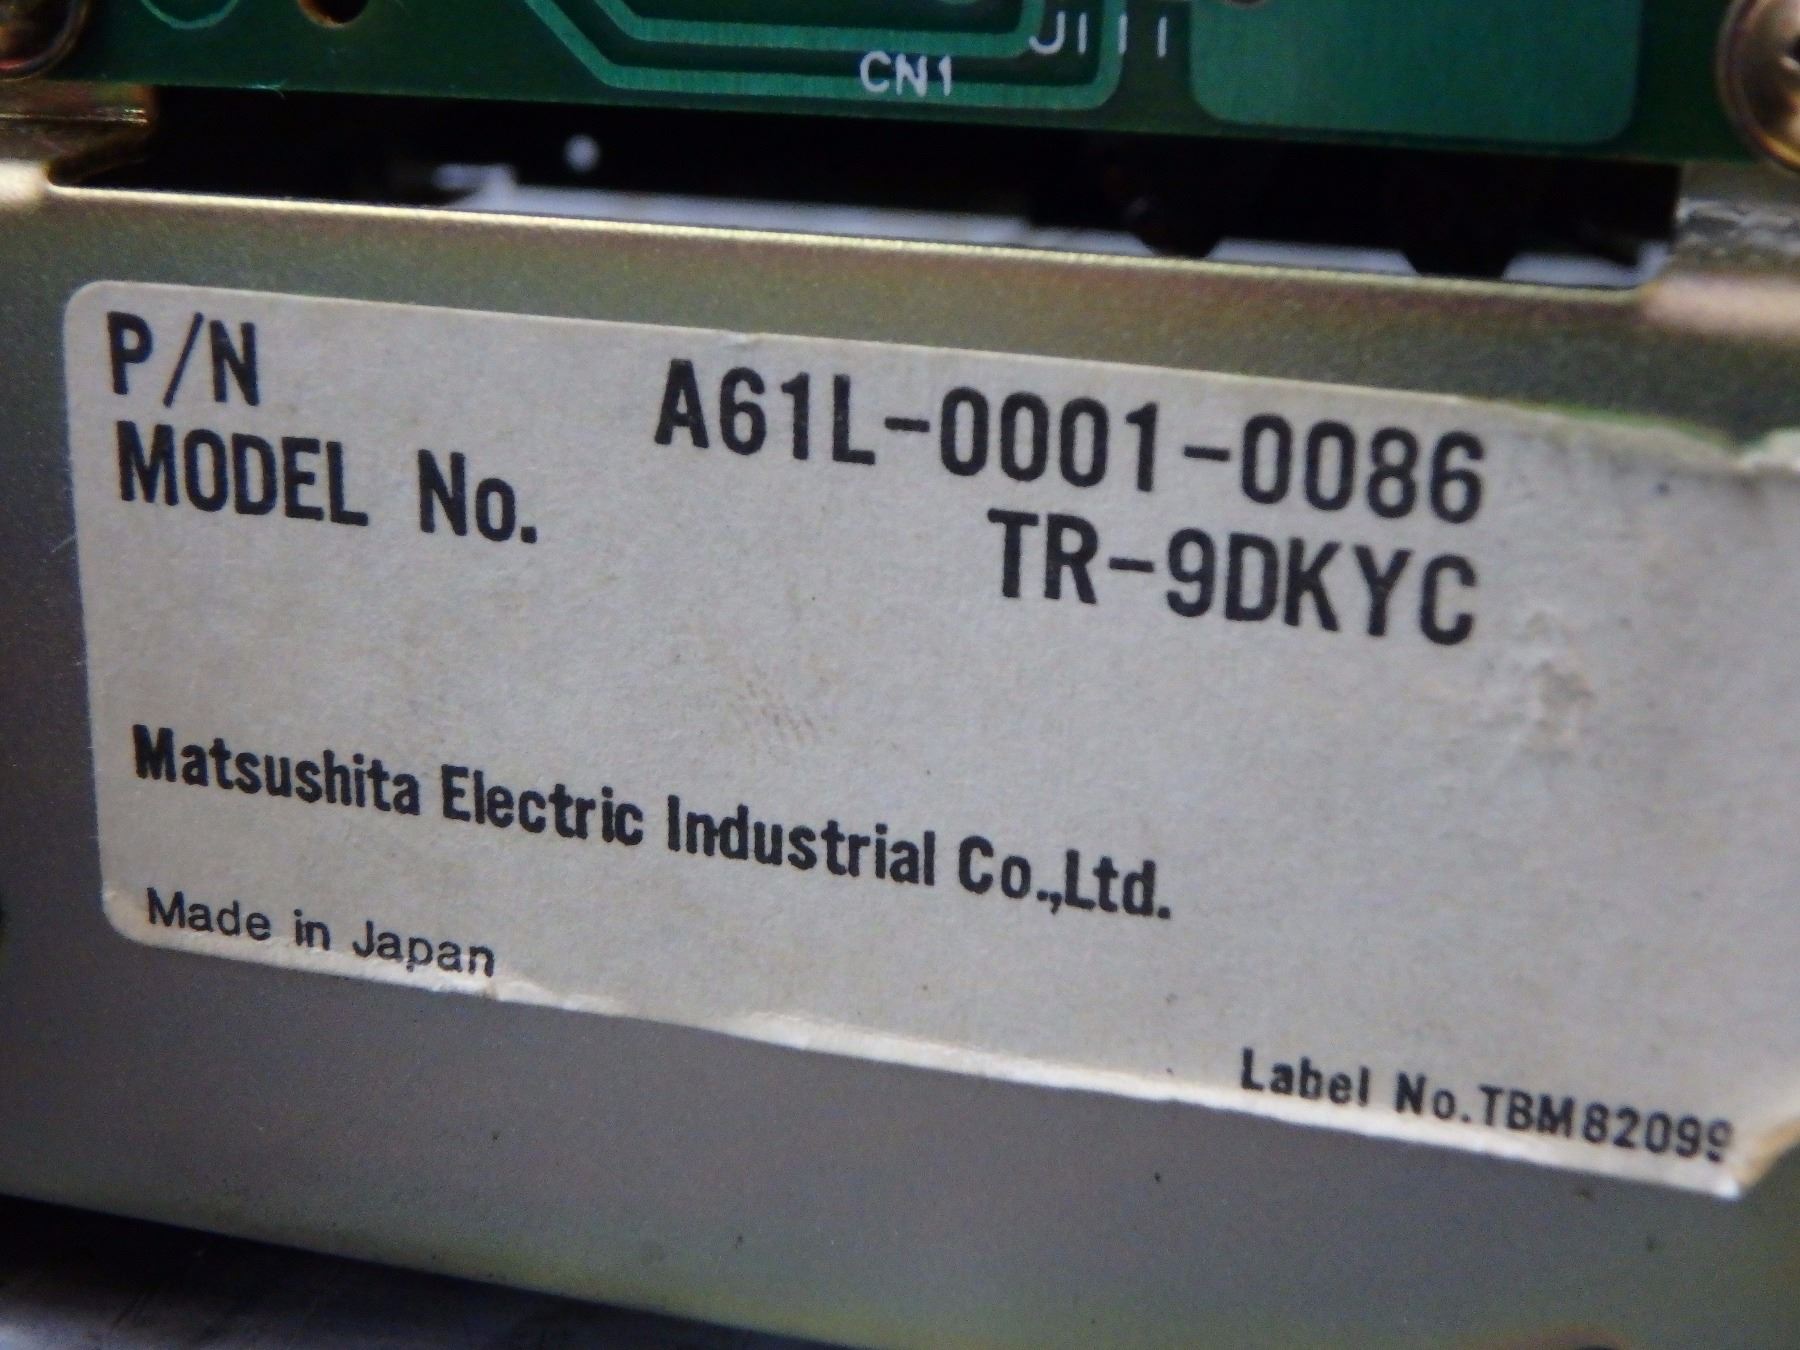 J111
CN1
P/N A61L-0001-0086
MODEL No. TR-9DKYC
Matsushita Electric Industrial Co.,Ltd.
Made in Japan
Label No.TBM82099